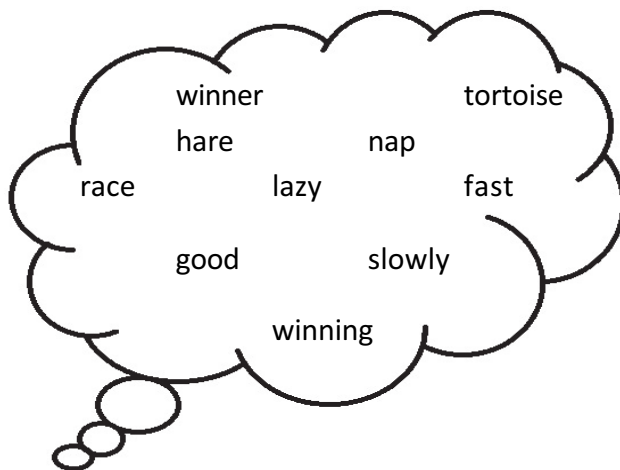 winner tortoise
hare nap
race lazy fast
good slowly
winning